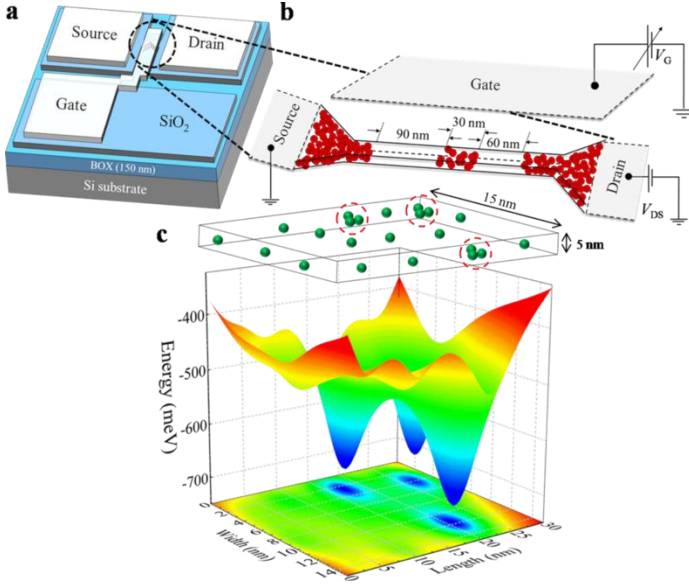 a
Source
Drain
Gate
SiO2
BOX (150 nm)
Si substrate
b
Gate
VG
Source
90 nm
30 nm
60 nm
Drain
VDS
c
15 nm
5 nm
Energy (meV)
-400
-500
-600
-700
0
2
4
6
8
10
12
14
Width (nm)
0
5
10
15
20
25
30
Length (nm)